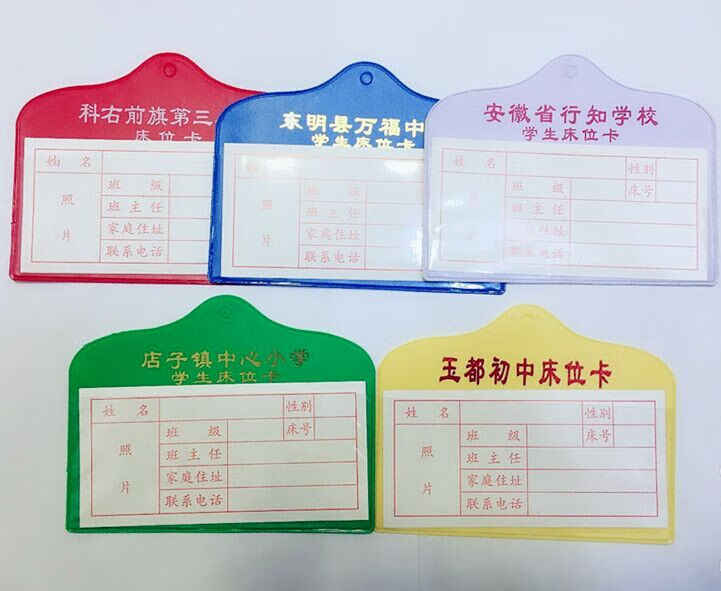 科右前旗第三
床位卡
姓 名
照 片
班 级
班 主 任
家庭住址
联系电话
东明县万福中
学生床位卡
班 级
班 主 任
家庭住址
联系电话
安徽省行知学校
学生床位卡
姓 名 性别
照 片
班 级 床号
班 主 任
家庭住址
联系电话
店子镇中心小学
学生床位卡
姓 名 性别
照 片
班 级 床号
班 主 任
家庭住址
联系电话
玉都初中床位卡
姓 名 性别
照 片
班 级 床号
班 主 任
家庭住址
联系电话